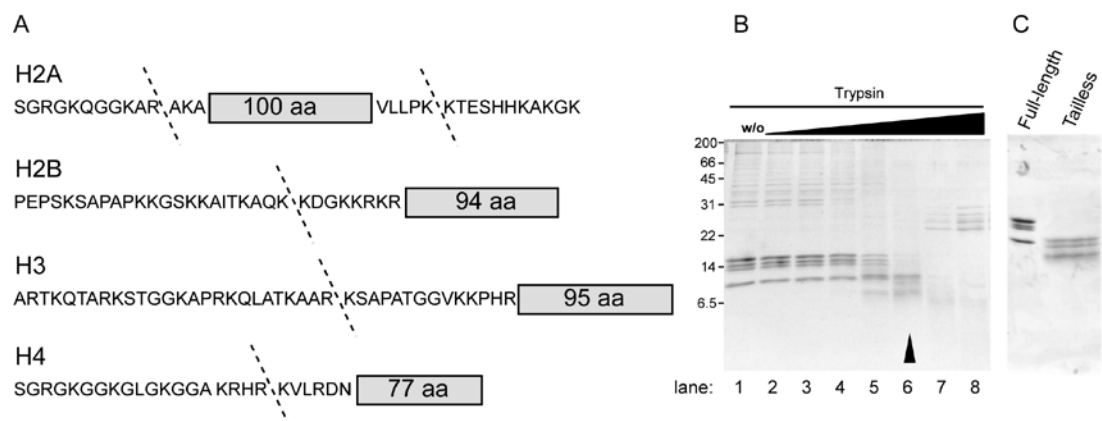 A
H2A
SGRGKQGGKAR AKA 100 aa VLLPK KTESHHKAKGK
H2B
PEPSKSAPAPKKGSKKAITKAQK KDGKKRKR 94 aa
H3
ARTKQTARKSTGGKAPRKQLATKAAR KSAPATGGVKKPHR 95 aa
H4
SGRGKGGKGLGKGGA KRHR KVLRDN 77 aa
B
Trypsin
w/o
200
66
45
31
22
14
6.5
lane: 1 2 3 4 5 6 7 8
C
Full-length
Tailless